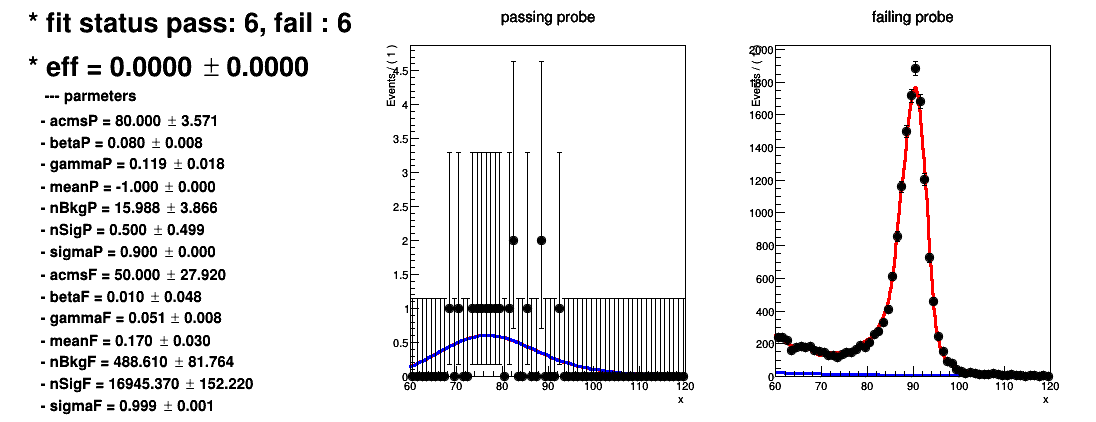 * fit status pass: 6, fail : 6
* eff = 0.0000 ± 0.0000
--- parmeters
- acmsP = 80.000 ± 3.571
- betaP = 0.080 ± 0.008
- gammaP = 0.119 ± 0.018
- meanP = -1.000 ± 0.000
- nBkgP = 15.988 ± 3.866
- nSigP = 0.500 ± 0.499
- sigmaP = 0.900 ± 0.000
- acmsF = 50.000 ± 27.920
- betaF = 0.010 ± 0.048
- gammaF = 0.051 ± 0.008
- meanF = 0.170 ± 0.030
- nBkgF = 488.610 ± 81.764
- nSigF = 16945.370 ± 152.220
- sigmaF = 0.999 ± 0.001
passing probe
Events / ( 1 )
4.5
4
3.5
3
2.5
2
1.5
1
0.5
0
60 70 80 90 100 110 120
x
failing probe
Events / (
2000
1800
1600
1400
1200
1000
800
600
400
200
0
60 70 80 90 100 110 120
x